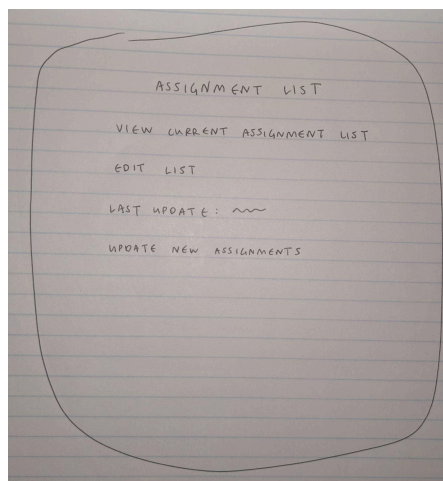 ASSIGNMENT LIST
VIEW CURRENT ASSIGNMENT LIST
EDIT LIST
LAST UPDATE:
UPDATE NEW ASSIGNMENTS